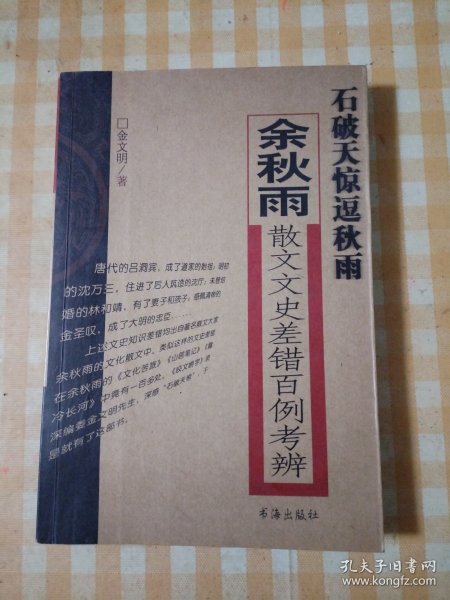 石破天惊逗秋雨
余秋雨
散文文史差错百例考辨
□金文明/著
唐代的吕洞宾，成了道家的始祖；明初
的沈万三，住进了后人筑造的沈厅；未曾结
婚的林和靖，有了妻子和孩子；
金圣叹，成了大明的忠臣……
上述文史知识差错均出自著名散文大家
余秋雨的文化散文中。类似这样的文史差错
在余秋雨的《文化苦旅》《山居笔记》《霜
冷长河》中竟有一百多处。《咬文嚼字》资
深编委金文明先生，深感“石破天惊”，于
是就有了这部书。
书海出版社
孔夫子旧书网
www.kongfz.com